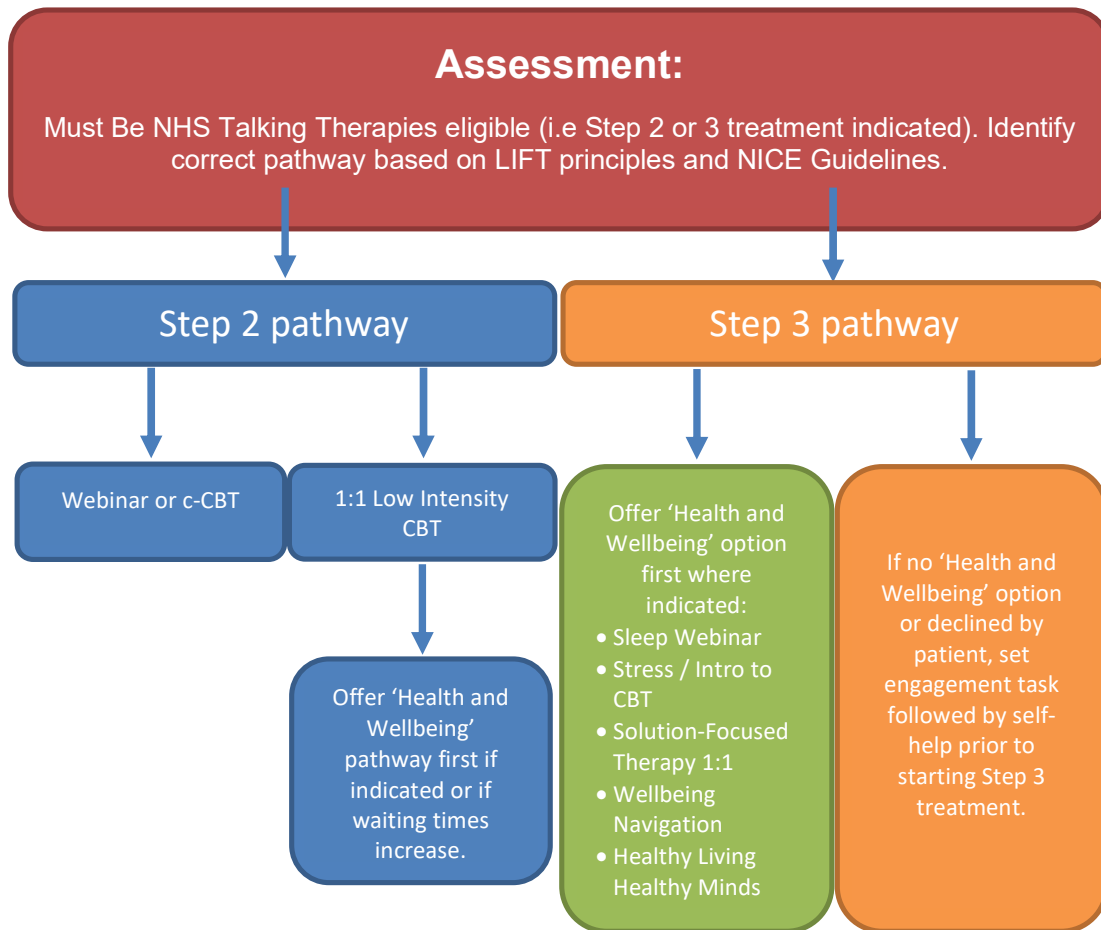 Assessment:
Must Be NHS Talking Therapies eligible (i.e Step 2 or 3 treatment indicated). Identify
correct pathway based on LIFT principles and NICE Guidelines.
Step 2 pathway
Step 3 pathway
Webinar or c-CBT
1:1 Low Intensity
CBT
Offer ‘Health and
Wellbeing’
pathway first if
indicated or if
waiting times
increase.
Offer ‘Health and
Wellbeing’ option
first where
indicated:
• Sleep Webinar
• Stress / Intro to
CBT
• Solution-Focused
Therapy 1:1
• Wellbeing
Navigation
• Healthy Living
Healthy Minds
If no ‘Health and
Wellbeing’ option
or declined by
patient, set
engagement task
followed by self-
help prior to
starting Step 3
treatment.